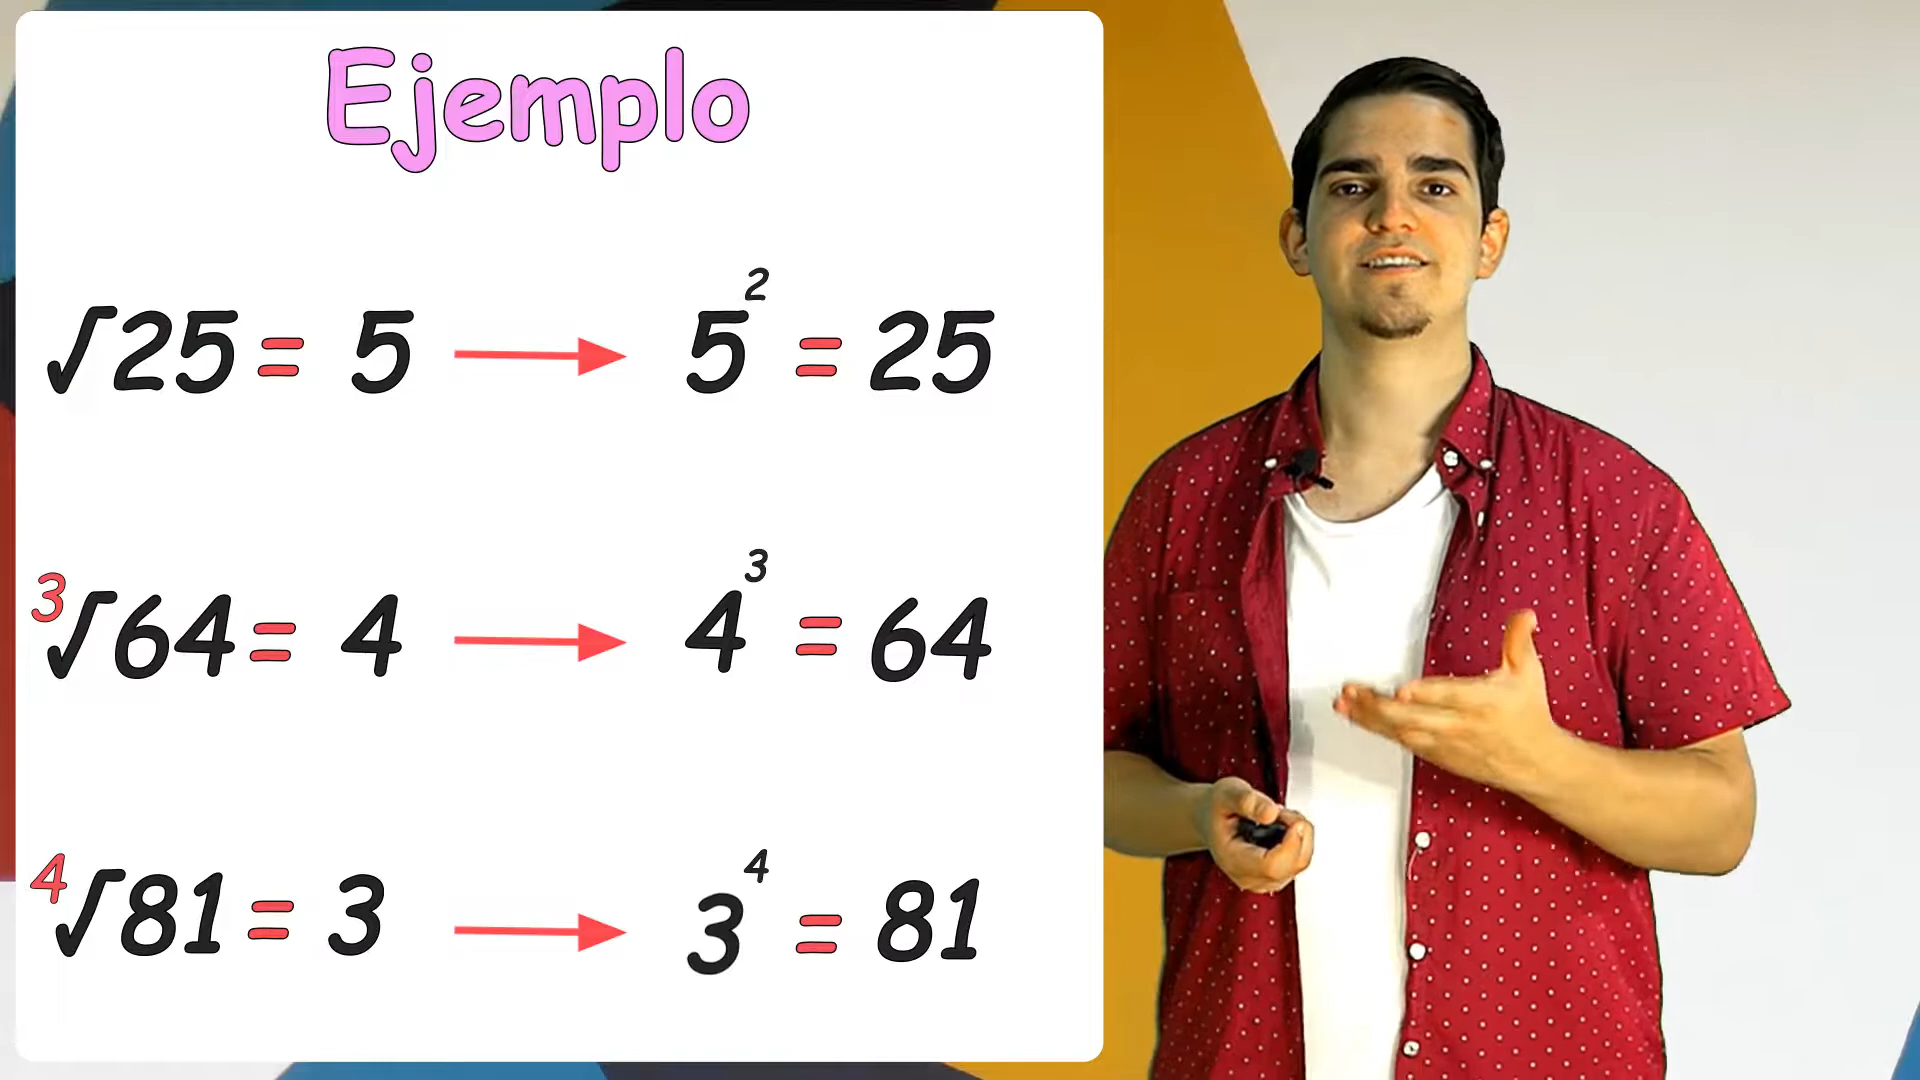 Ejemplo
√25 = 5 → 5² = 25
³√64 = 4 → 4³ = 64
⁴√81 = 3 → 3⁴ = 81